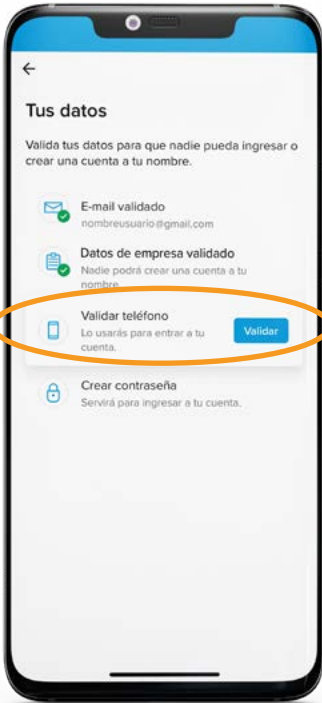 Tus datos
Valida tus datos para que nadie pueda ingresar o
crear una cuenta a tu nombre.
E-mail validado
nombreusuario@gmail.com
Datos de empresa validado
Nadie podrá crear una cuenta a tu
nombre.
Validar teléfono
Lo usarás para entrar a tu
cuenta.
Validar
Crear contraseña
Servirá para ingresar a tu cuenta.